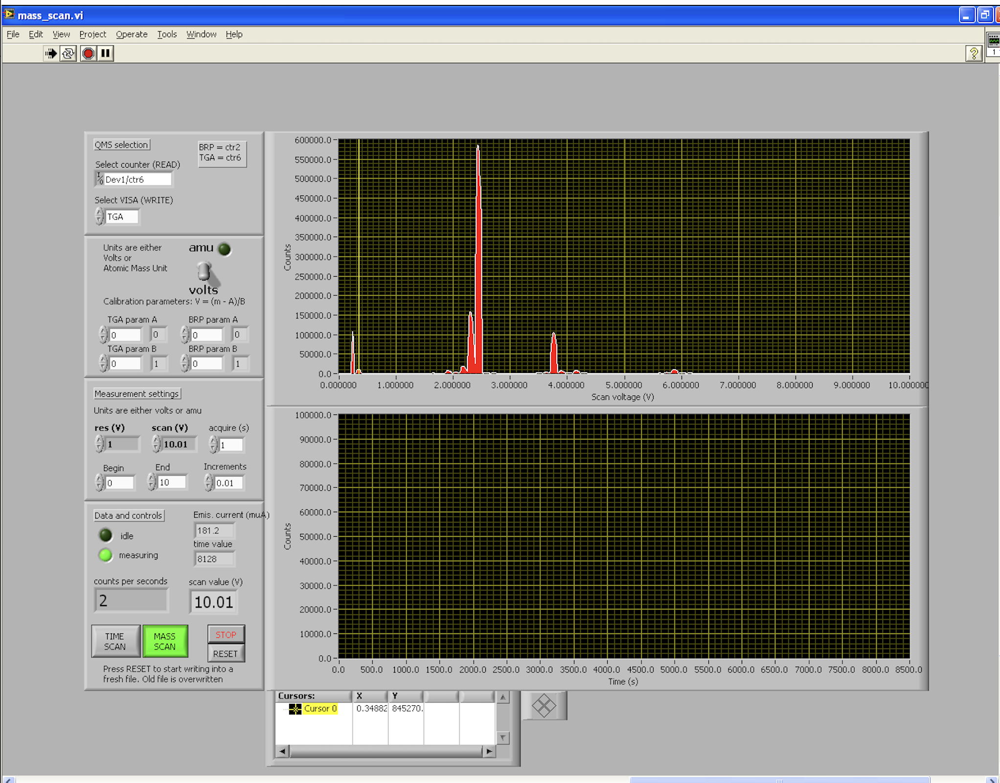 mass_scan.vi
File Edit View Project Operate Tools Window Help
1
QMS selection
BRP = ctr2
TGA = ctr6
Select counter (READ)
I/O Dev1/ctr6
Select VISA (WRITE)
TGA
Units are either
Volts or
Atomic Mass Unit
amu
volts
Calibration parameters: V = (m - A)/B
TGA param A BRP param A
0 0 0 0
TGA param B BRP param B
0 1 0 1
Measurement settings
Units are either volts or amu
res (V) scan (V) acquire (s)
1 10.01 1
Begin End Increments
0 10 0.01
Data and controls
Emis. current (muA)
181.2
idle
time value
measuring
8128
counts per seconds scan value (V)
2 10.01
TIME SCAN
MASS SCAN
STOP
RESET
Press RESET to start writing into a
fresh file. Old file is overwritten
600000.0
550000.0
500000.0
450000.0
400000.0
350000.0
300000.0
250000.0
200000.0
150000.0
100000.0
50000.0
0.0
Counts
0.000000 1.000000 2.000000 3.000000 4.000000 5.000000 6.000000 7.000000 8.000000 9.000000 10.000000
Scan voltage (V)
100000.0
90000.0
80000.0
70000.0
60000.0
50000.0
40000.0
30000.0
20000.0
10000.0
0.0
Counts
0.0 500.0 1000.0 1500.0 2000.0 2500.0 3000.0 3500.0 4000.0 4500.0 5000.0 5500.0 6000.0 6500.0 7000.0 7500.0 8000.0 8500.0
Time (s)
Cursors: X Y
Cursor 0 0.34882 845270.